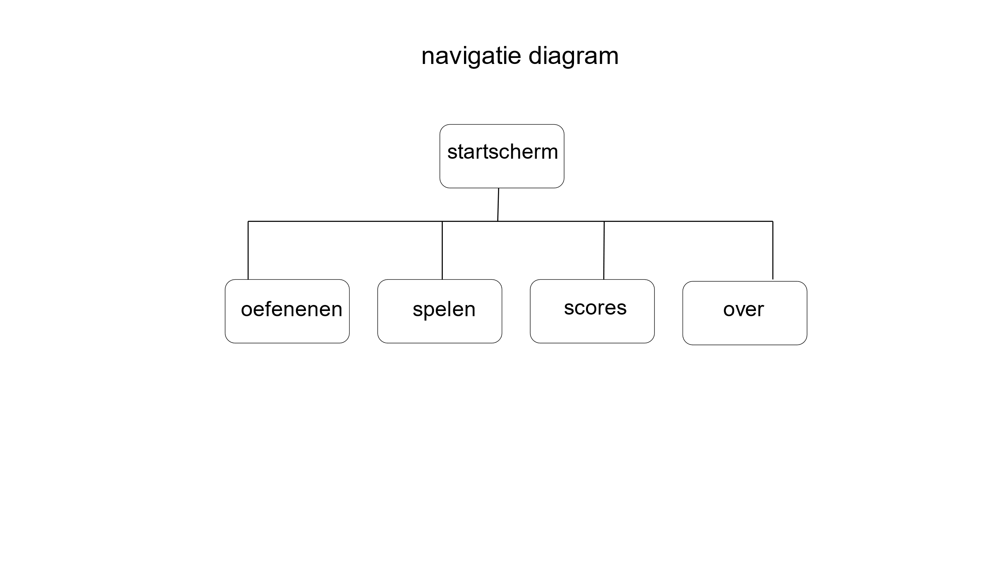 navigatie diagram
startscherm
oefenenen
spelen
scores
over